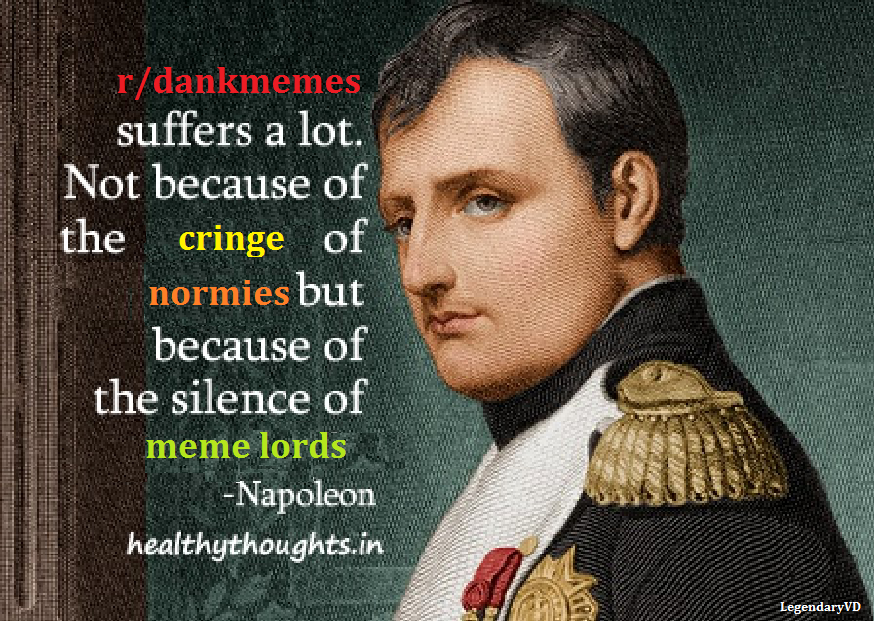 r/dankmemes
suffers a lot.
Not because of
the cringe of
normies but
because of
the silence of
meme lords
-Napoleon
healthythoughts.in
LegendaryVD